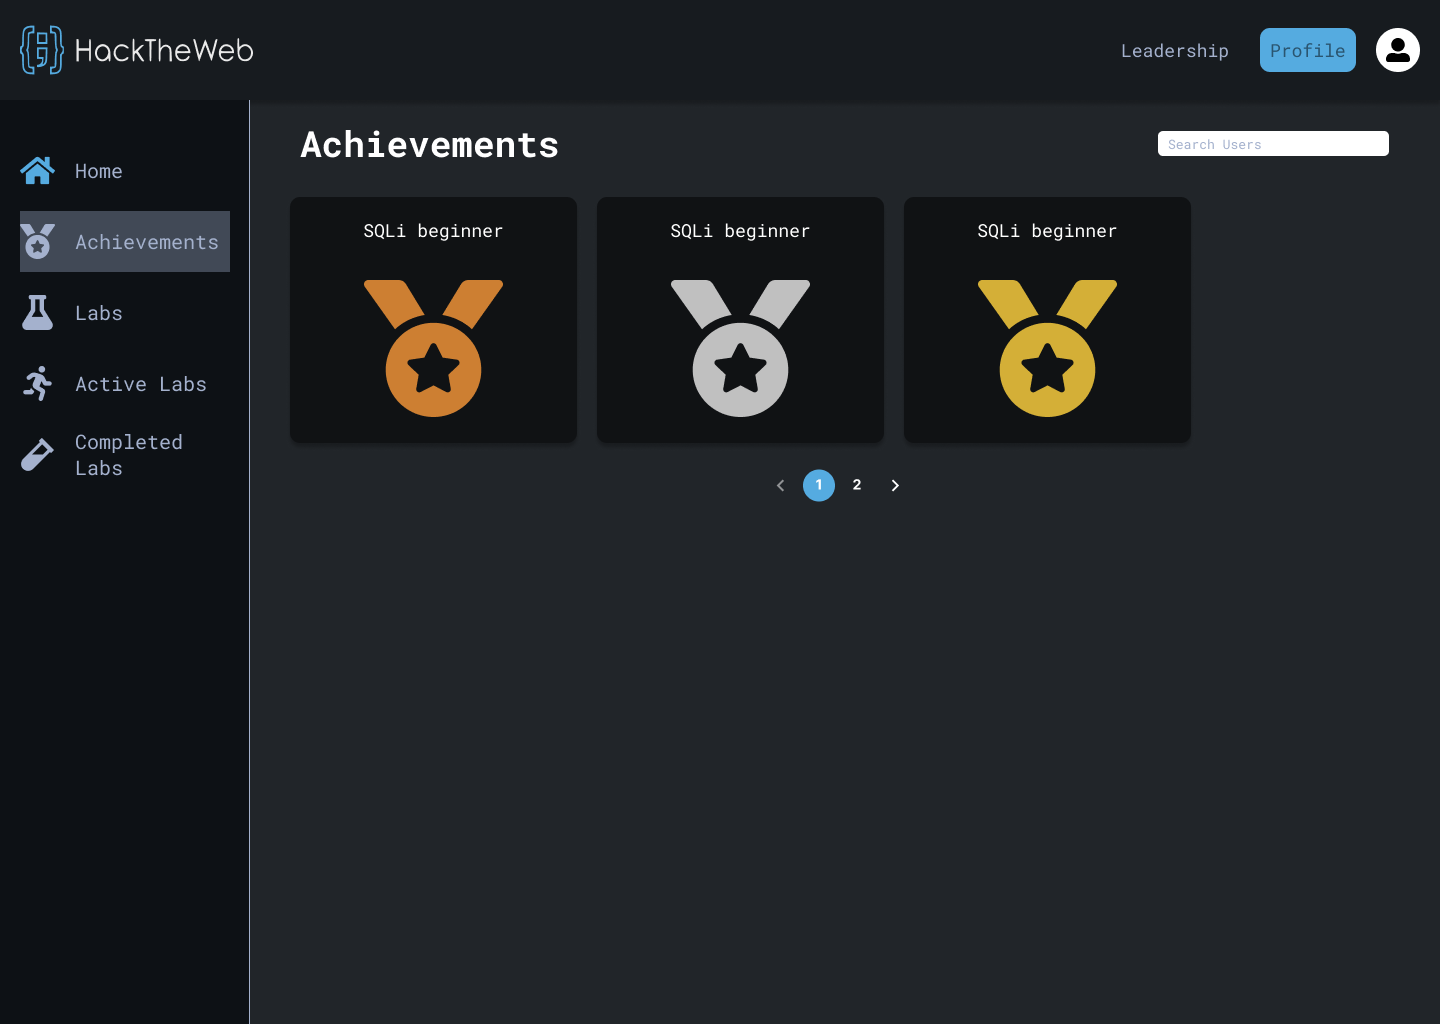 HackTheWeb
Leadership
Profile
Home
Achievements
Labs
Active Labs
Completed
Labs
Achievements
Search Users
SQLi beginner
SQLi beginner
SQLi beginner
1
2